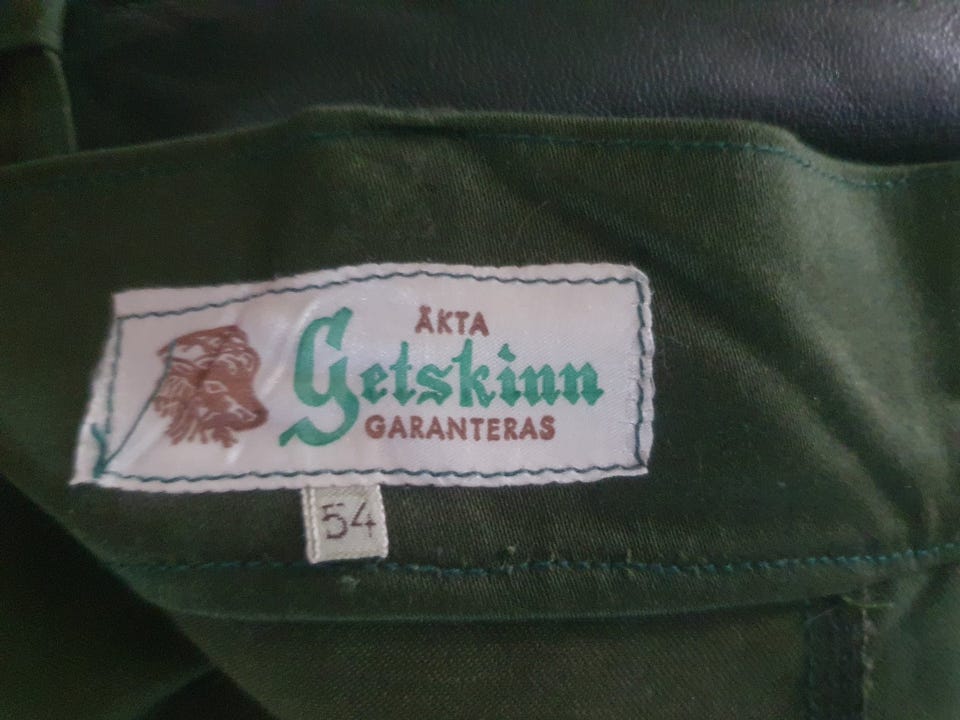 ÄKTA
Getskinn
GARANTERAS
54